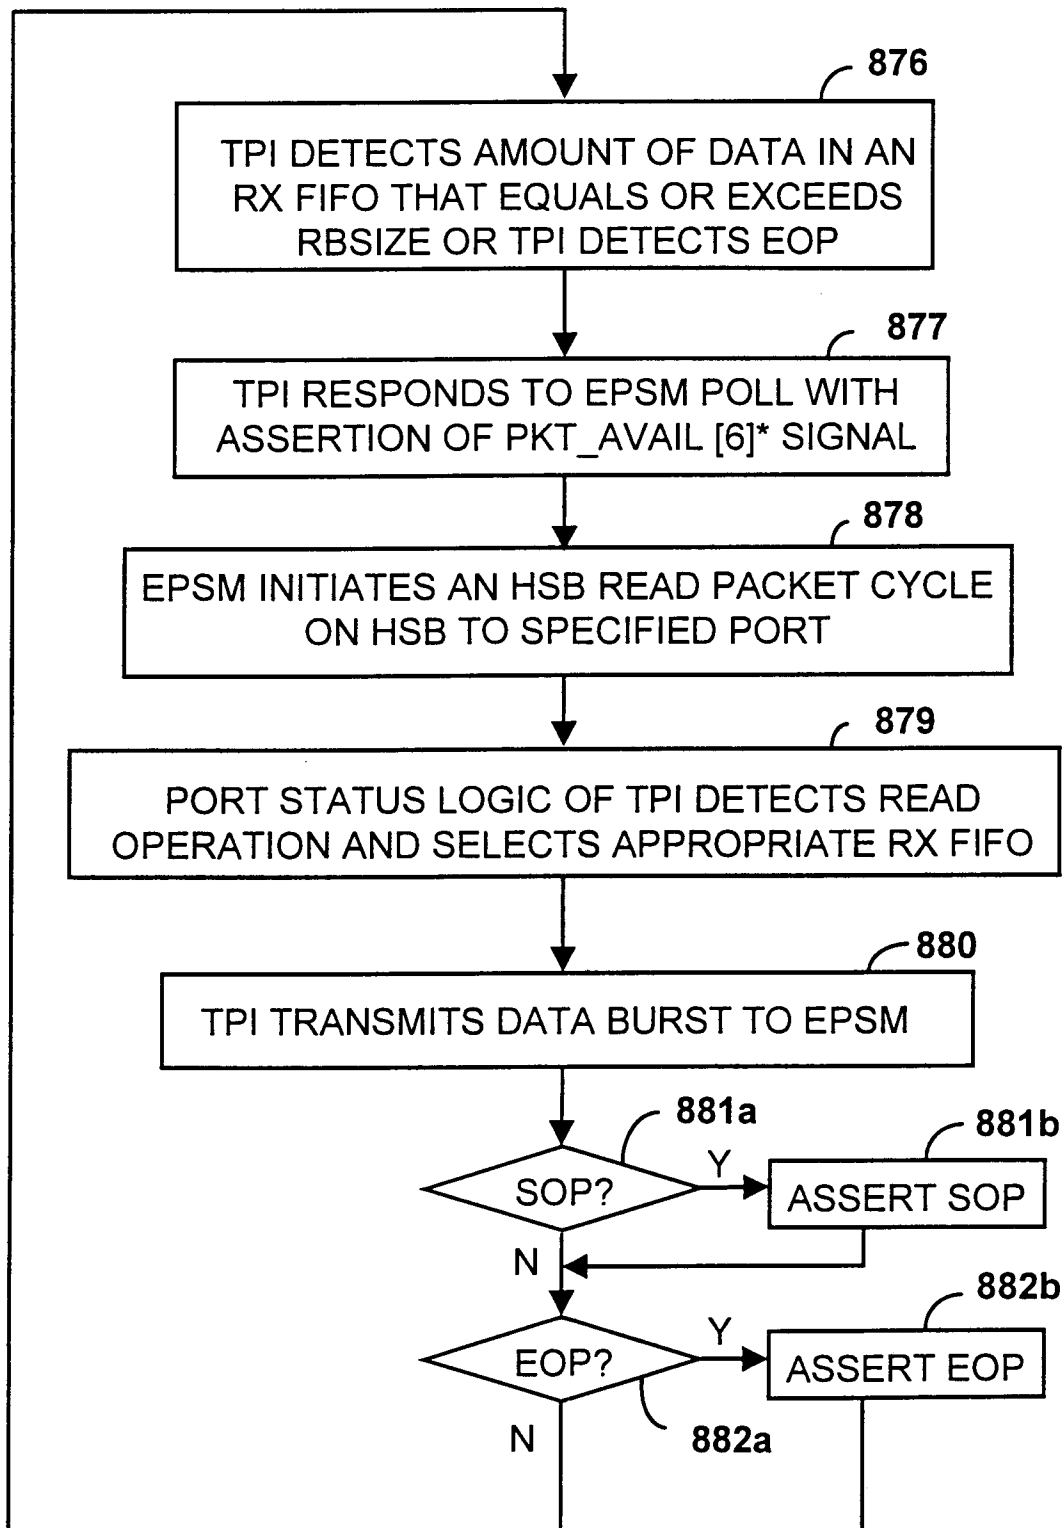 876
TPI DETECTS AMOUNT OF DATA IN AN
RX FIFO THAT EQUALS OR EXCEEDS
RBSIZE OR TPI DETECTS EOP
877
TPI RESPONDS TO EPSM POLL WITH
ASSERTION OF PKT_AVAIL [6]* SIGNAL
878
EPSM INITIATES AN HSB READ PACKET CYCLE
ON HSB TO SPECIFIED PORT
879
PORT STATUS LOGIC OF TPI DETECTS READ
OPERATION AND SELECTS APPROPRIATE RX FIFO
880
TPI TRANSMITS DATA BURST TO EPSM
881a
881b
SOP?
Y
ASSERT SOP
N
882b
EOP?
Y
ASSERT EOP
N
882a